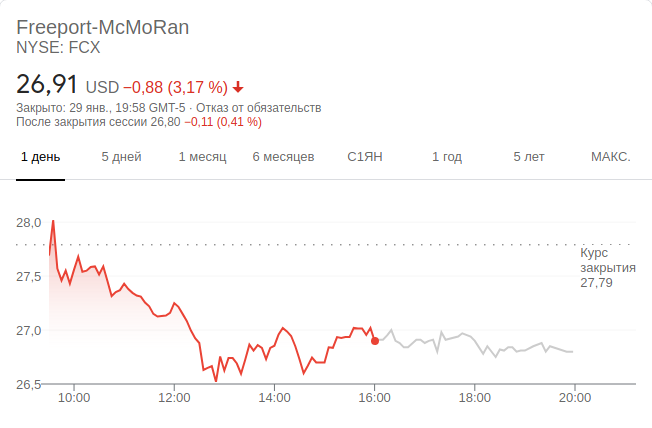 Freeport-McMoRan
NYSE: FCX
26,91 USD −0,88 (3,17 %)
Закрыто: 29 янв., 19:58 GMT-5 · Отказ от обязательств
После закрытия сессии 26,80 −0,11 (0,41 %)
1 день 5 дней 1 месяц 6 месяцев С1ЯН 1 год 5 лет МАКС.
28,0
Курс
закрытия
27,79
27,5
27,0
26,5
10:00 12:00 14:00 16:00 18:00 20:00